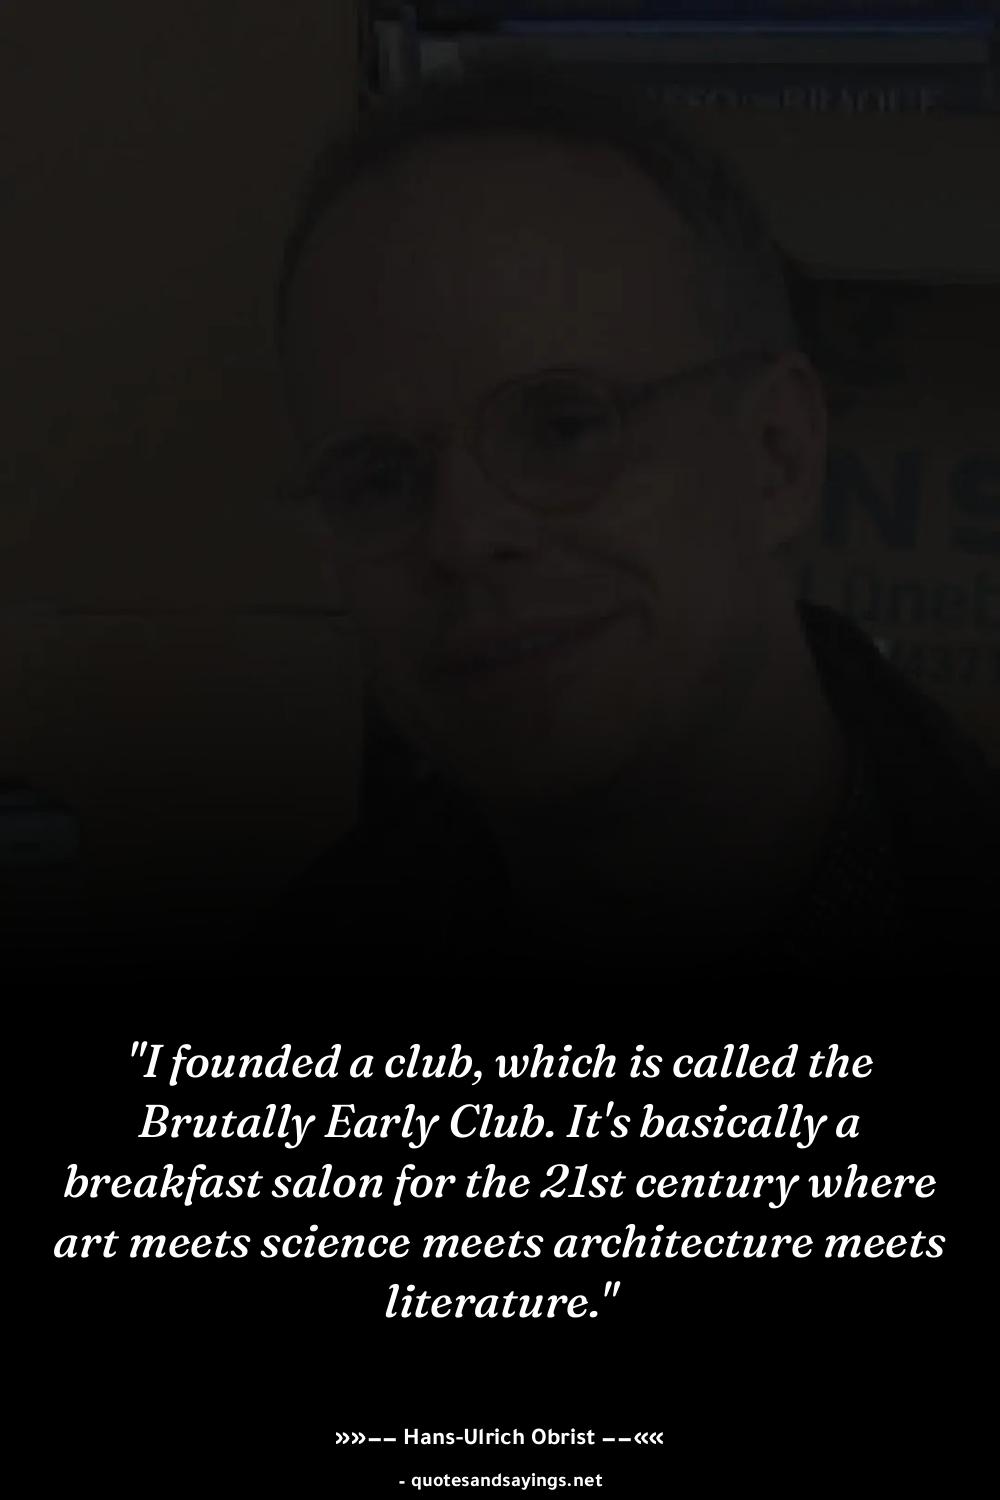 "I founded a club, which is called the
Brutally Early Club. It's basically a
breakfast salon for the 21st century where
art meets science meets architecture meets
literature."
»»−− Hans-Ulrich Obrist −−««
- quotesandsayings.net